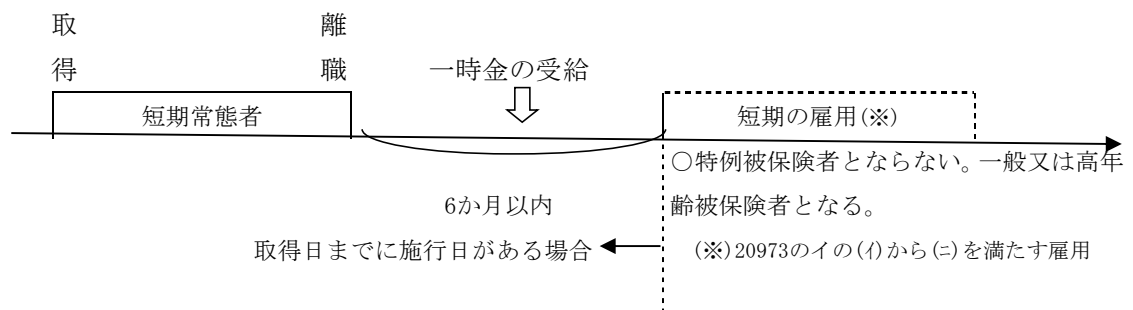 取得
離職
一時金の受給
短期常態者
短期の雇用(※)
○特例被保険者とならない。一般又は高年
齢被保険者となる。
6か月以内
取得日までに施行日がある場合
(※)20973のイの(ｲ)から(ﾆ)を満たす雇用